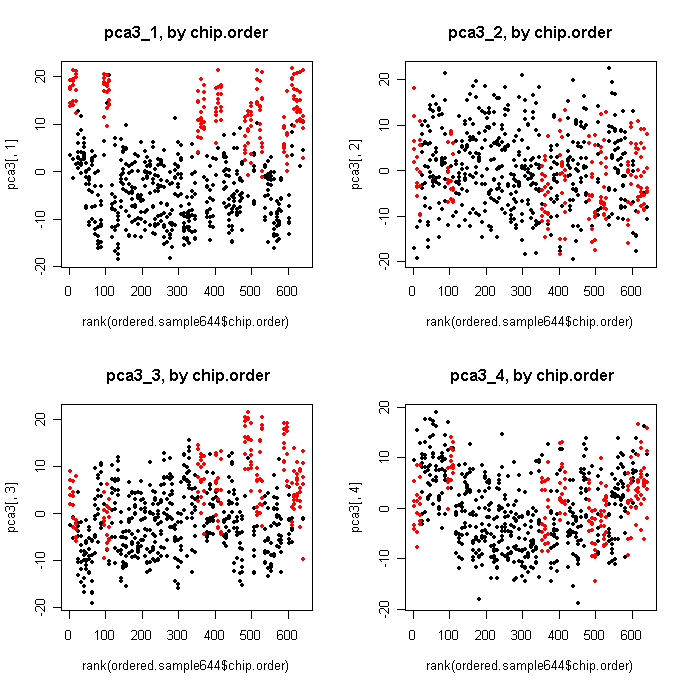 pca3_1, by chip.order
pca3[, 1]
20
10
0
-10
-20
0 100 200 300 400 500 600
rank(ordered.sample644$chip.order)
pca3_2, by chip.order
pca3[, 2]
20
10
0
-10
-20
0 100 200 300 400 500 600
rank(ordered.sample644$chip.order)
pca3_3, by chip.order
pca3[, 3]
20
10
0
-10
-20
0 100 200 300 400 500 600
rank(ordered.sample644$chip.order)
pca3_4, by chip.order
pca3[, 4]
20
10
0
-10
-20
0 100 200 300 400 500 600
rank(ordered.sample644$chip.order)